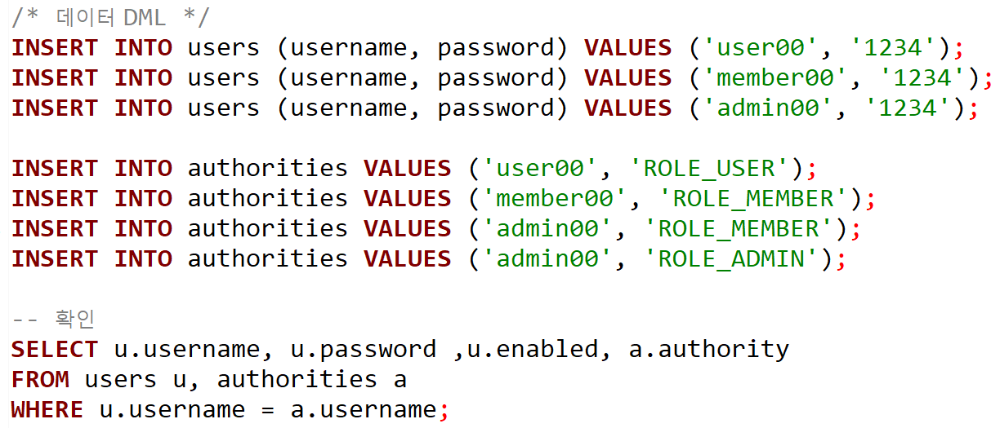 /* 데이터 DML */
INSERT INTO users (username, password) VALUES ('user00', '1234');
INSERT INTO users (username, password) VALUES ('member00', '1234');
INSERT INTO users (username, password) VALUES ('admin00', '1234');
INSERT INTO authorities VALUES ('user00', 'ROLE_USER');
INSERT INTO authorities VALUES ('member00', 'ROLE_MEMBER');
INSERT INTO authorities VALUES ('admin00', 'ROLE_MEMBER');
INSERT INTO authorities VALUES ('admin00', 'ROLE_ADMIN');
-- 확인
SELECT u.username, u.password ,u.enabled, a.authority
FROM users u, authorities a
WHERE u.username = a.username;